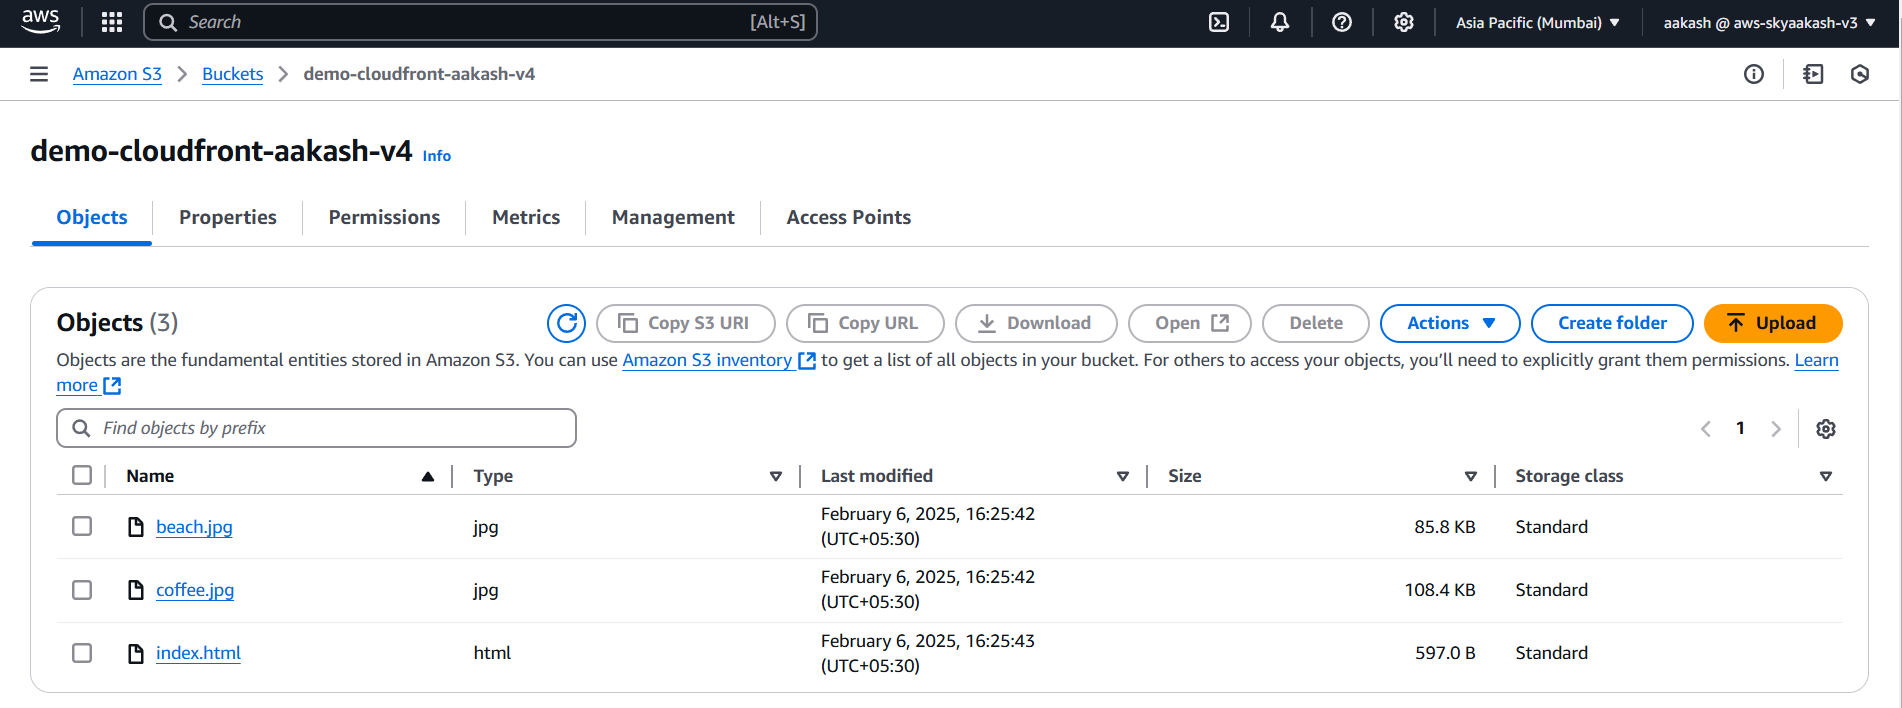 aws
Search [Alt+S]
Asia Pacific (Mumbai)
aakash @ aws-skyaakash-v3
Amazon S3 Buckets demo-cloudfront-aakash-v4
demo-cloudfront-aakash-v4 Info
Objects Properties Permissions Metrics Management Access Points
Objects (3)
Copy S3 URI Copy URL Download Open Delete Actions Create folder Upload
Objects are the fundamental entities stored in Amazon S3. You can use Amazon S3 inventory to get a list of all objects in your bucket. For others to access your objects, you’ll need to explicitly grant them permissions. Learn
more
Find objects by prefix
1
Name Type Last modified Size Storage class
beach.jpg jpg February 6, 2025, 16:25:42 (UTC+05:30) 85.8 KB Standard
coffee.jpg jpg February 6, 2025, 16:25:42 (UTC+05:30) 108.4 KB Standard
index.html html February 6, 2025, 16:25:43 (UTC+05:30) 597.0 B Standard